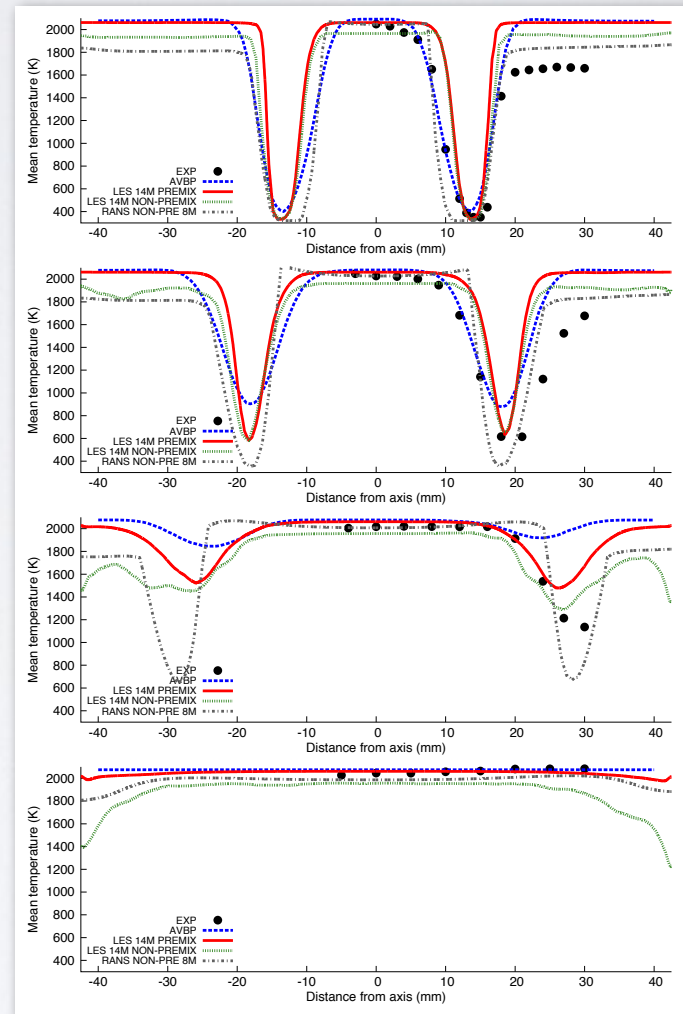 Mean temperature (K)
2000
1800
1600
1400
1200
1000
800
600
400
EXP
AVBP
LES 14M PREMIX
LES 14M NON-PREMIX
RANS NON-PRE 8M
-40 -30 -20 -10 0 10 20 30 40
Distance from axis (mm)
Mean temperature (K)
2000
1800
1600
1400
1200
1000
800
600
400
EXP
AVBP
LES 14M PREMIX
LES 14M NON-PREMIX
RANS NON-PRE 8M
-40 -30 -20 -10 0 10 20 30 40
Distance from axis (mm)
Mean temperature (K)
2000
1800
1600
1400
1200
1000
800
600
400
EXP
AVBP
LES 14M PREMIX
LES 14M NON-PREMIX
RANS NON-PRE 8M
-40 -30 -20 -10 0 10 20 30 40
Distance from axis (mm)
Mean temperature (K)
2000
1800
1600
1400
1200
1000
800
600
400
EXP
AVBP
LES 14M PREMIX
LES 14M NON-PREMIX
RANS NON-PRE 8M
-40 -30 -20 -10 0 10 20 30 40
Distance from axis (mm)